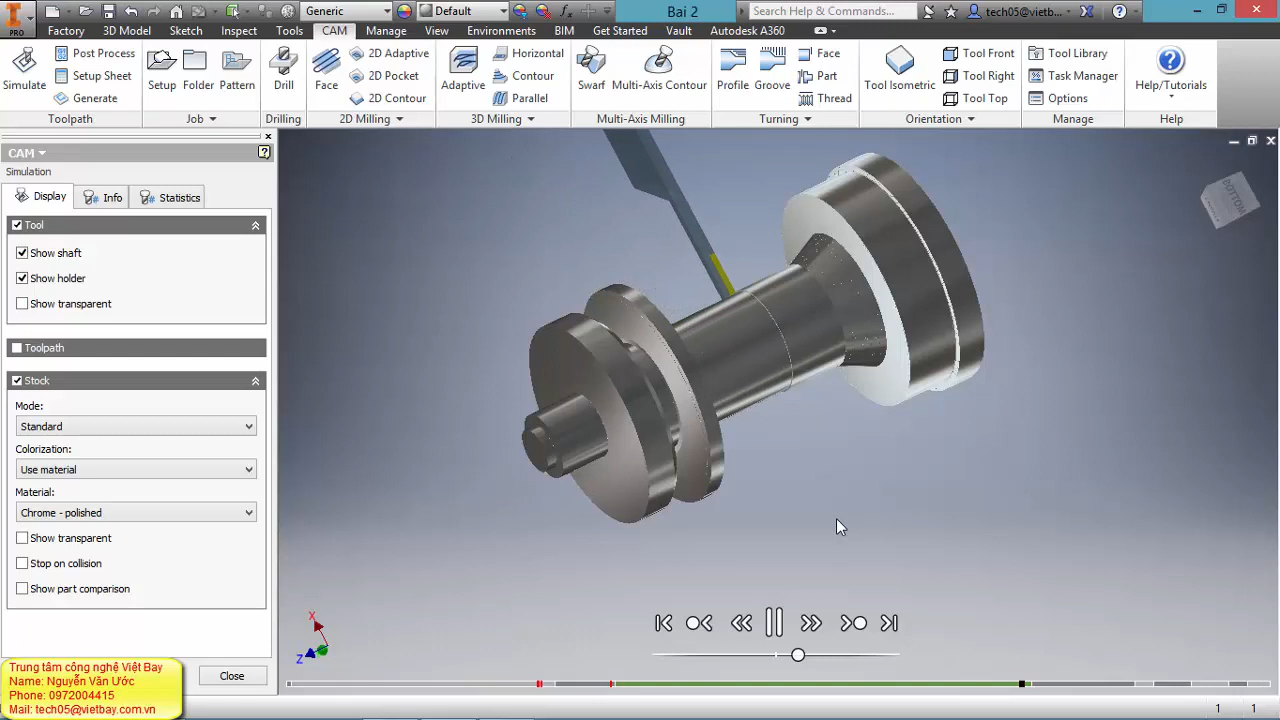 PRO
Generic
Default
Bai 2
Search Help & Commands...
tech05@vietb...
Factory 3D Model Sketch Inspect Tools CAM Manage View Environments BIM Get Started Vault Autodesk A360
Simulate
Post Process
Setup Sheet
Generate
Toolpath
Setup
Folder
Pattern
Job
Drill
Drilling
Face
2D Adaptive
2D Pocket
2D Contour
2D Milling
Adaptive
Horizontal
Contour
Parallel
3D Milling
Swarf
Multi-Axis Contour
Multi-Axis Milling
Profile
Groove
Face
Part
Thread
Turning
Tool Isometric
Tool Front
Tool Right
Tool Top
Orientation
Tool Library
Task Manager
Options
Manage
Help/Tutorials
Help
CAM
Simulation
Display Info Statistics
Tool
Show shaft
Show holder
Show transparent
Toolpath
Stock
Mode:
Standard
Colorization:
Use material
Material:
Chrome - polished
Show transparent
Stop on collision
Show part comparison
Close
BOTTOM
X
Z
Trung tâm công nghệ Việt Bay
Name: Nguyễn Văn Ước
Phone: 0972004415
Mail: tech05@vietbay.com.vn
1 1